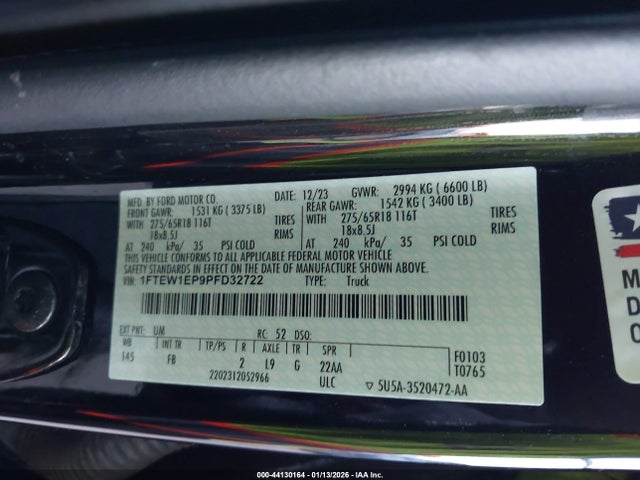 MFD. BY FORD MOTOR CO.
DATE: 12/23 GVWR: 2994 KG ( 6600 LB)
FRONT GAWR: 1531 KG ( 3375 LB)
REAR GAWR: 1542 KG ( 3400 LB)
WITH 275/65R18 116T TIRES
WITH 275/65R18 116T TIRES
18x8.5J RIMS
18x8.5J RIMS
AT 240 kPa/ 35 PSI COLD
AT 240 kPa/ 35 PSI COLD
THIS VEHICLE CONFORMS TO ALL APPLICABLE FEDERAL MOTOR VEHICLE
SAFETY STANDARDS IN EFFECT ON
THE DATE OF MANUFACTURE SHOWN ABOVE.
VIN: 1FTEW1EP9PFD32722 TYPE: Truck
EXT PNT: UM RC: 52 DSO:
WB INT TR TP/PS R AXLE TR SPR
145 FB 2 L9 G 22AA
F0103
T0765
2202312052966 ULC
5U5A-3520472-AA
000-44130164 - 01/13/2026 - IAA Inc.